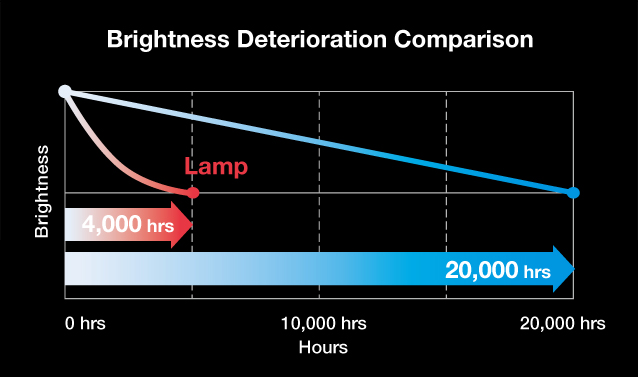 Brightness Deterioration Comparison
Brightness
Lamp
4,000 hrs
20,000 hrs
0 hrs
10,000 hrs
20,000 hrs
Hours